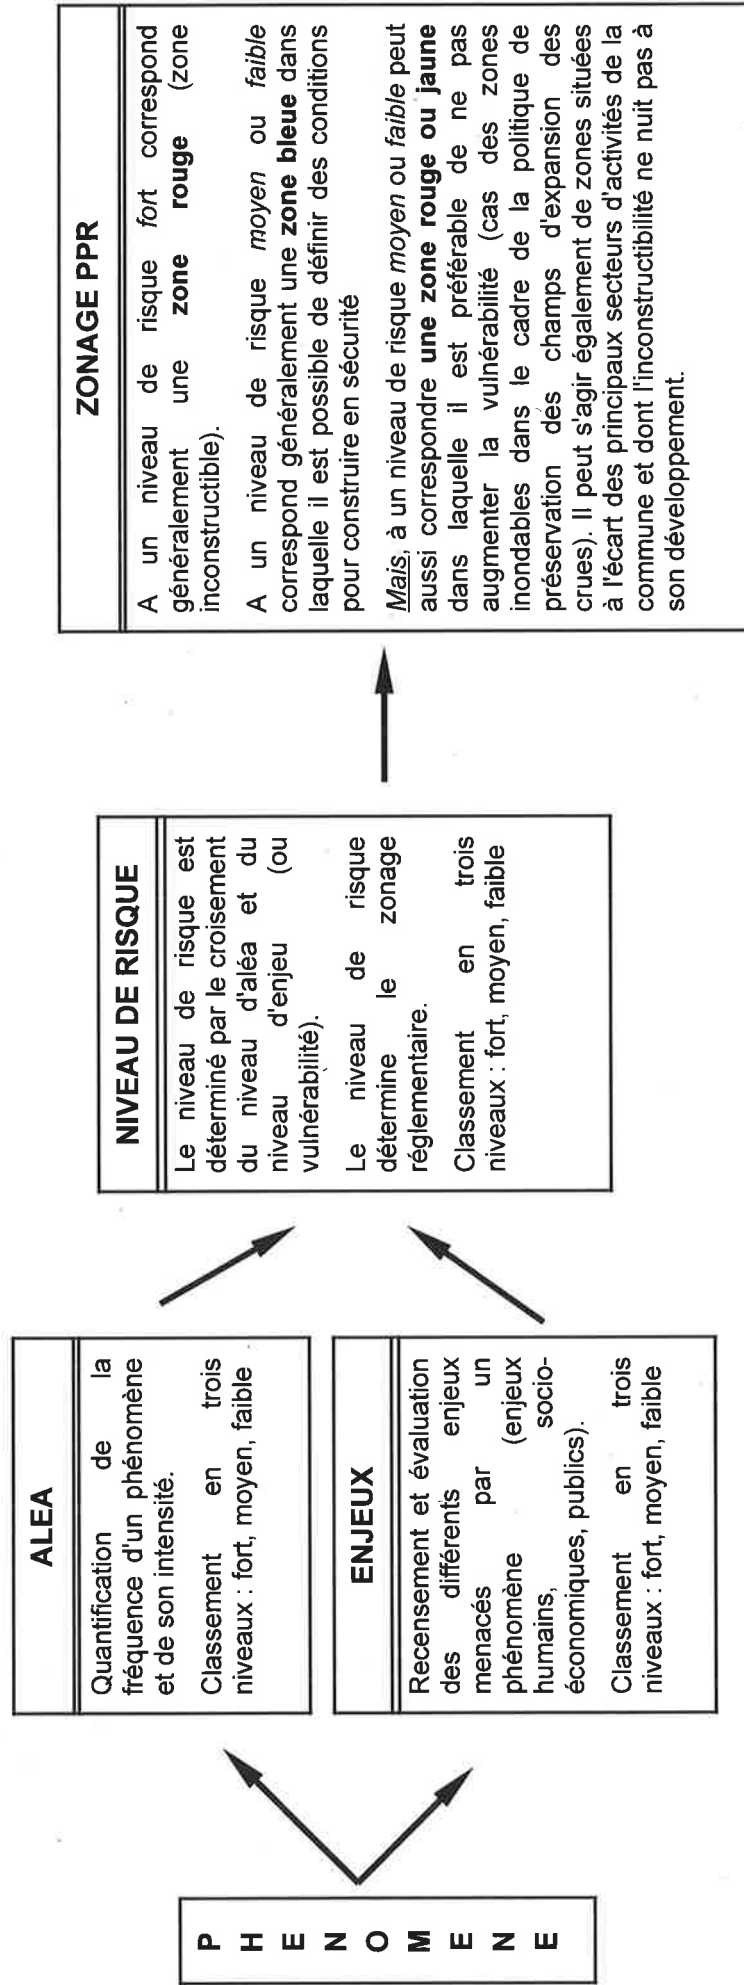 P
H
E
N
O
M
E
N
E
ALEA
Quantification de la
fréquence d'un phénomène
et de son intensité.
Classement en trois
niveaux : fort, moyen, faible
ENJEUX
Recensement et évaluation
des différents enjeux
menacés par un
phénomène (enjeux
humains, socio-
économiques, publics).
Classement en trois
niveaux : fort, moyen, faible
NIVEAU DE RISQUE
Le niveau de risque est
déterminé par le croisement
du niveau d'aléa et du
niveau d'enjeu (ou
vulnérabilité).
Le niveau de risque
détermine le zonage
réglementaire.
Classement en trois
niveaux : fort, moyen, faible
ZONAGE PPR
A un niveau de risque fort correspond
généralement une zone rouge (zone
inconstructible).
A un niveau de risque moyen ou faible
correspond généralement une zone bleue dans
laquelle il est possible de définir des conditions
pour construire en sécurité
Mais, à un niveau de risque moyen ou faible peut
aussi correspondre une zone rouge ou jaune
dans laquelle il est préférable de ne pas
augmenter la vulnérabilité (cas des zones
inondables dans le cadre de la politique de
préservation des champs d'expansion des
crues). Il peut s'agir également de zones situées
à l'écart des principaux secteurs d'activités de la
commune et dont l'inconstructibilité ne nuit pas à
son développement.